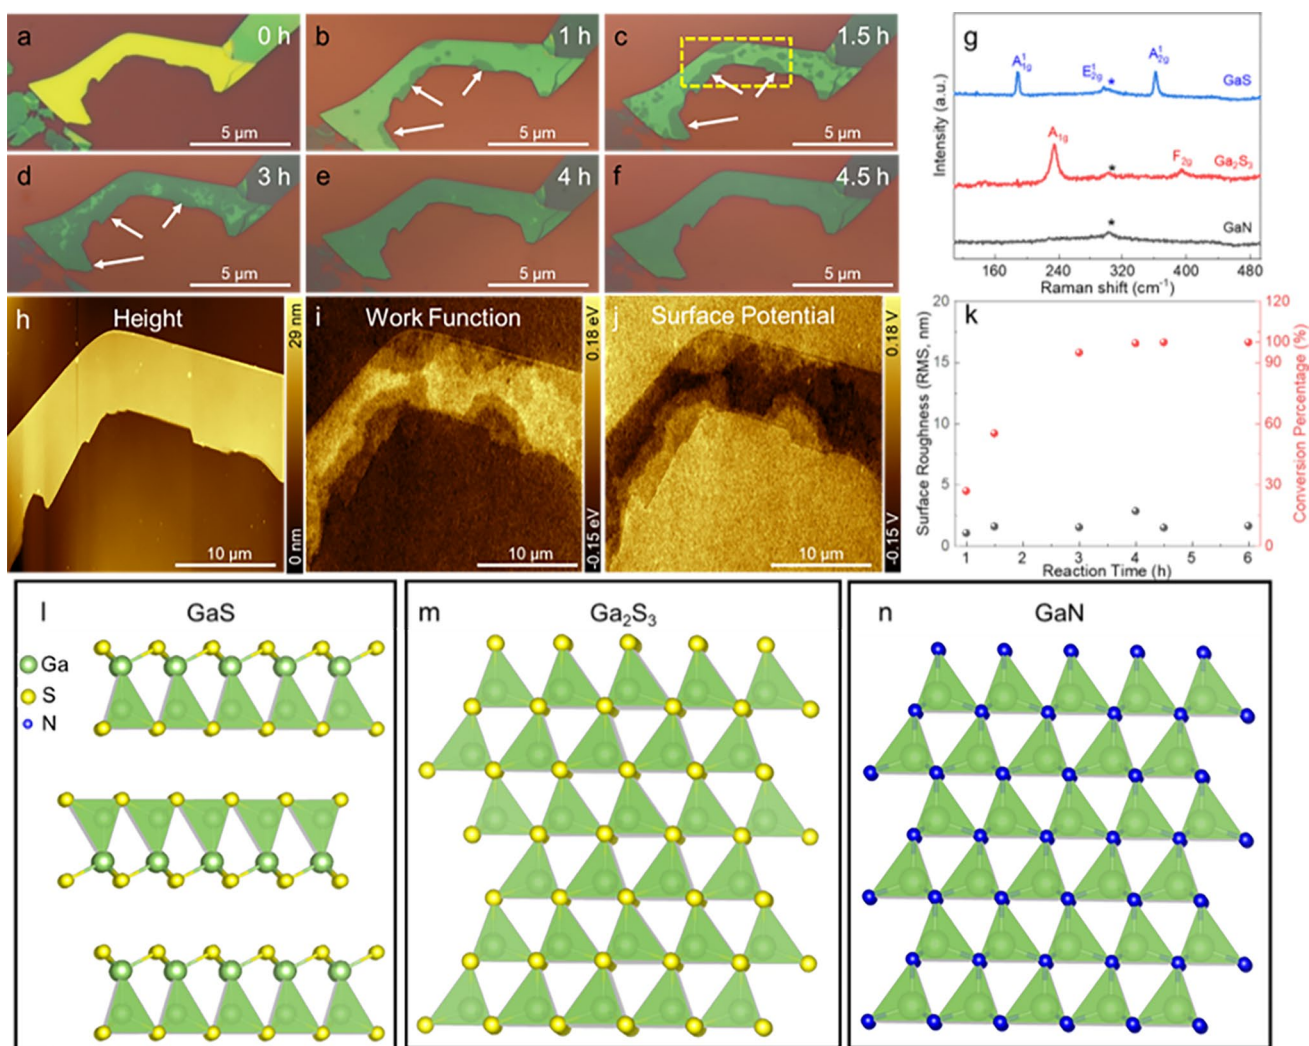 a 0 h
5 µm
b 1 h
5 µm
c 1.5 h
5 µm
d 3 h
5 µm
e 4 h
5 µm
f 4.5 h
5 µm
g
Intensity (a.u.)
A¹₁g
E¹₂g *
A¹₂g
GaS
A₁g
*
F₂g
Ga₂S₃
*
GaN
160 240 320 400 480
Raman shift (cm⁻¹)
h Height
10 µm
29 nm
0 nm
i Work Function
10 µm
0.18 eV
-0.15 eV
j Surface Potential
10 µm
0.18 V
-0.15 V
k
Surface Roughness (RMS, nm)
20
15
10
5
0
1 2 3 4 5 6
Reaction Time (h)
120
100
90
60
30
0
Conversion Percentage (%)
l GaS
Ga
S
N
m Ga₂S₃
n GaN